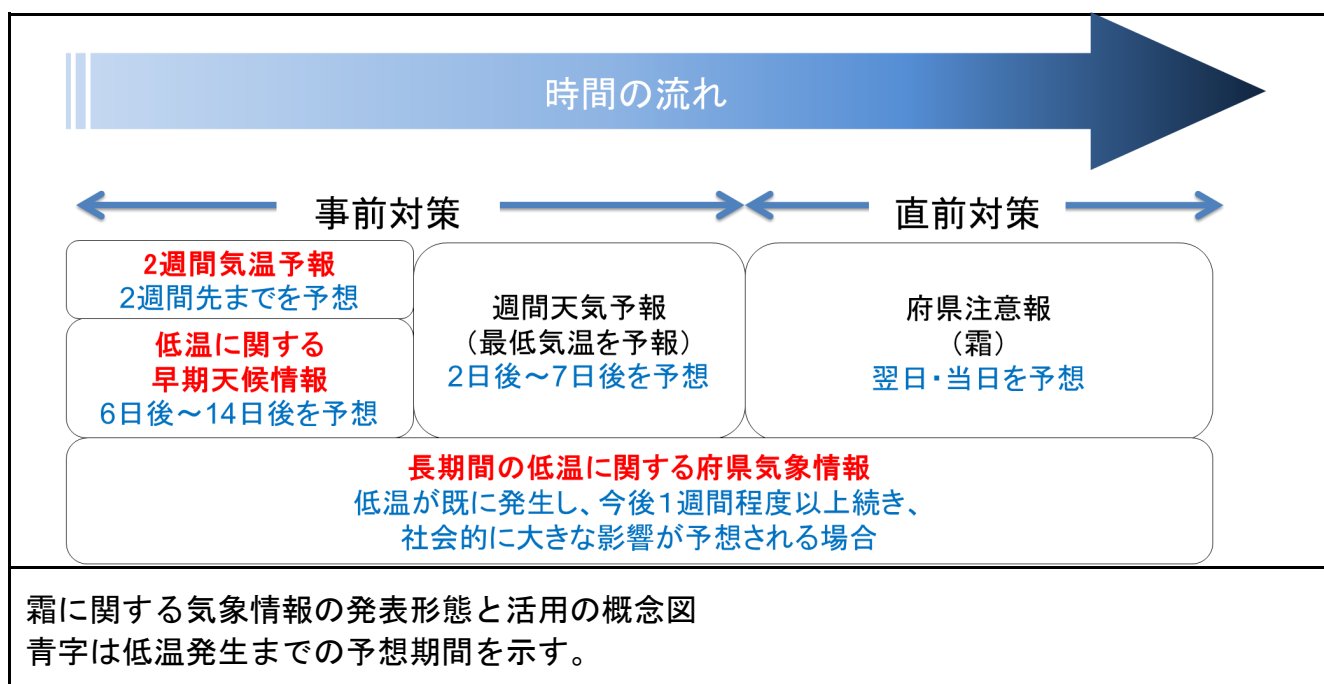 時間の流れ
事前対策
直前対策
2週間気温予報
2週間先までを予想
低温に関する
早期天候情報
6日後～14日後を予想
週間天気予報
（最低気温を予報）
2日後～7日後を予想
府県注意報
（霜）
翌日・当日を予想
長期間の低温に関する府県気象情報
低温が既に発生し、今後１週間程度以上続き、
社会的に大きな影響が予想される場合
霜に関する気象情報の発表形態と活用の概念図
青字は低温発生までの予想期間を示す。